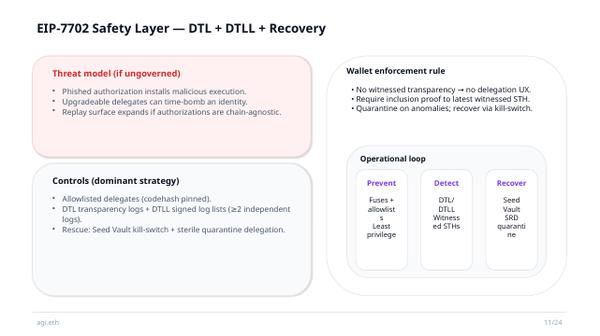 EIP-7702 Safety Layer — DTL + DTLL + Recovery
Threat model (if ungoverned)
• Phished authorization installs malicious execution.
• Upgradeable delegates can time-bomb an identity.
• Replay surface expands if authorizations are chain-agnostic.
Controls (dominant strategy)
• Allowlisted delegates (codehash pinned).
• DTL transparency logs + DTLL signed log lists (≥2 independent
logs).
• Rescue: Seed Vault kill-switch + sterile quarantine delegation.
Wallet enforcement rule
• No witnessed transparency → no delegation UX.
• Require inclusion proof to latest witnessed STH.
• Quarantine on anomalies; recover via kill-switch.
Operational loop
Prevent
Fuses +
allowlist
s
Least
privilege
Detect
DTL/
DTLL
Witness
ed STHs
Recover
Seed
Vault
SRD
quaranti
ne
agi.eth
11/24